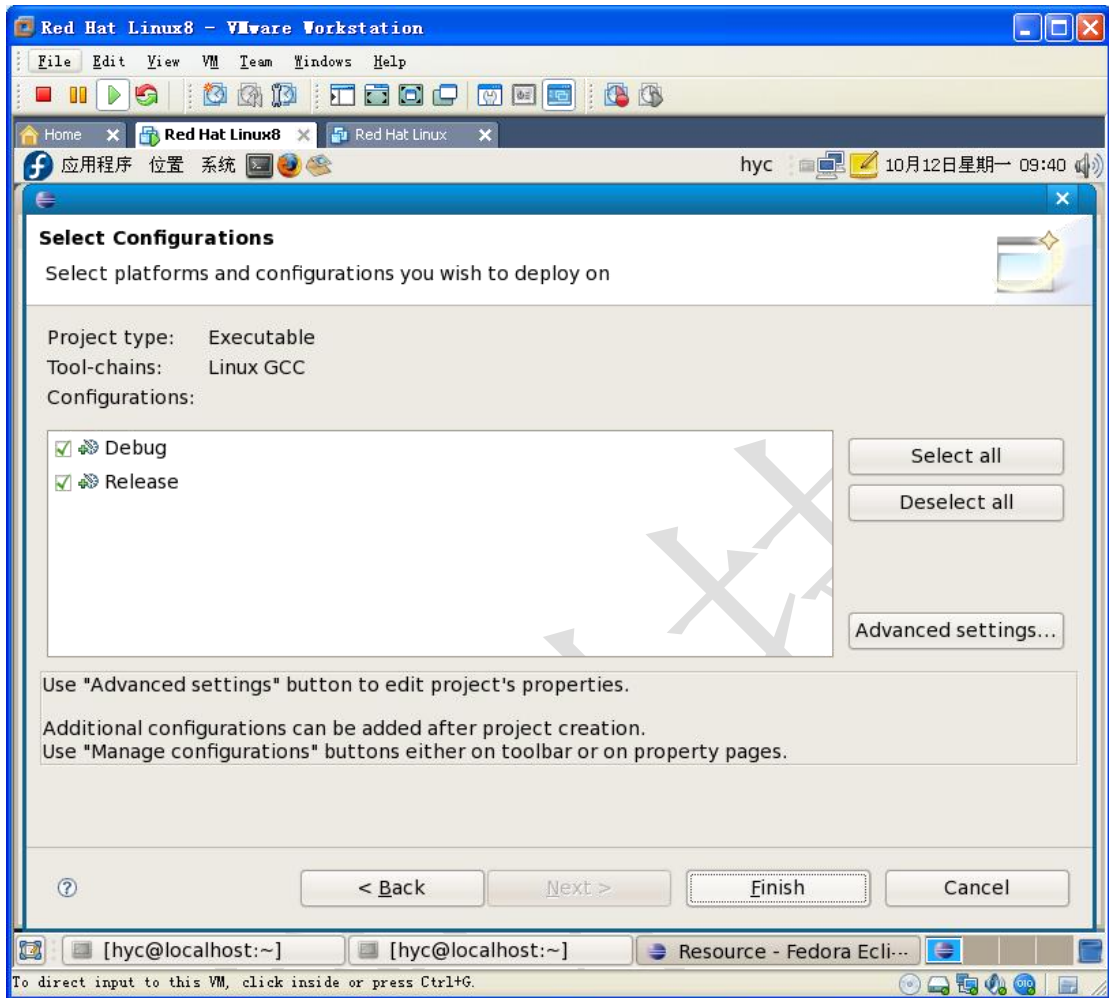 Red Hat Linux8 - VMware Workstation
File Edit View VM Team Windows Help
Home Red Hat Linux8 Red Hat Linux
应用程序 位置 系统 hyc 10月12日星期一 09:40
Select Configurations
Select platforms and configurations you wish to deploy on
Project type: Executable
Tool-chains: Linux GCC
Configurations:
Debug
Release
Select all
Deselect all
Advanced settings...
Use "Advanced settings" button to edit project's properties.
Additional configurations can be added after project creation.
Use "Manage configurations" buttons either on toolbar or on property pages.
< Back Next > Finish Cancel
[hyc@localhost:~] [hyc@localhost:~] Resource - Fedora Ecli...
To direct input to this VM, click inside or press Ctrl+G.